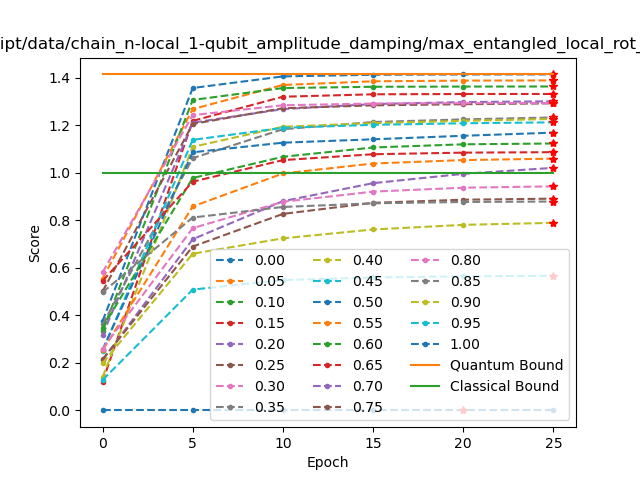 ipt/data/chain_n-local_1-qubit_amplitude_damping/max_entangled_local_rot_
Score
1.4
1.2
1.0
0.8
0.6
0.4
0.2
0.0
0.00 0.40 0.80
0.05 0.45 0.85
0.10 0.50 0.90
0.15 0.55 0.95
0.20 0.60 1.00
0.25 0.65 Quantum Bound
0.30 0.70 Classical Bound
0.35 0.75
0 5 10 15 20 25
Epoch